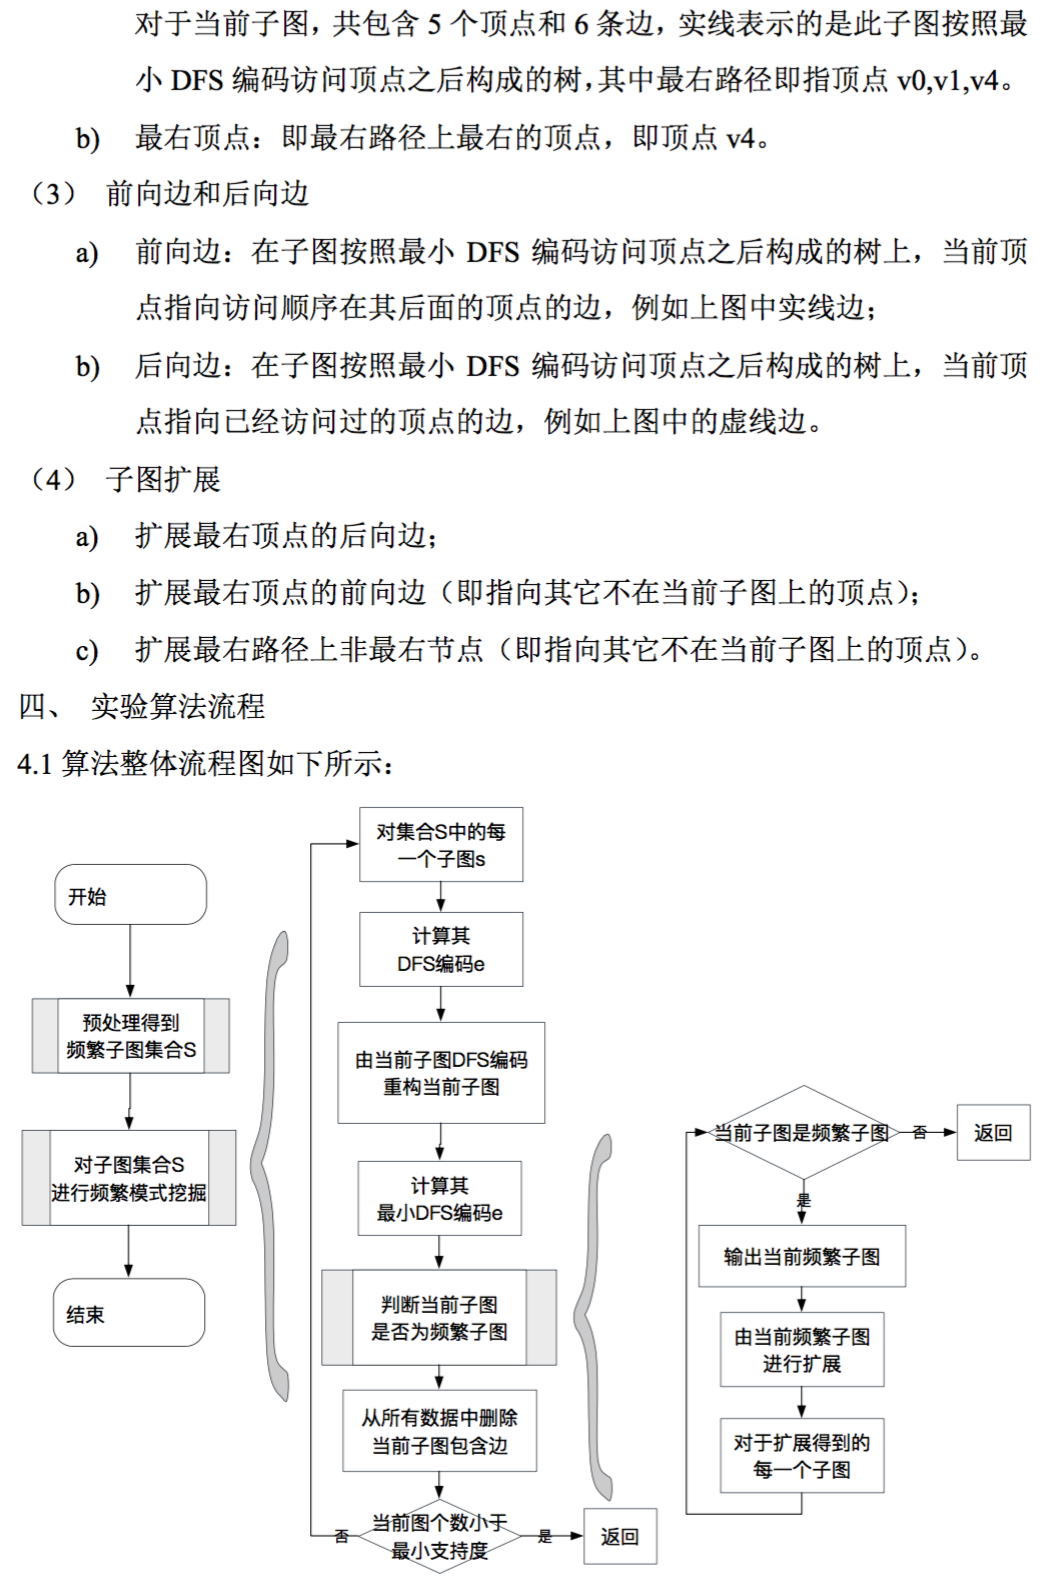 对于当前子图，共包含 5 个顶点和 6 条边，实线表示的是此子图按照最
小 DFS 编码访问顶点之后构成的树，其中最右路径即指顶点 v0,v1,v4。
b) 最右顶点：即最右路径上最右的顶点，即顶点 v4。
（3） 前向边和后向边
a) 前向边：在子图按照最小 DFS 编码访问顶点之后构成的树上，当前顶
点指向访问顺序在其后面的顶点的边，例如上图中实线边；
b) 后向边：在子图按照最小 DFS 编码访问顶点之后构成的树上，当前顶
点指向已经访问过的顶点的边，例如上图中的虚线边。
（4） 子图扩展
a) 扩展最右顶点的后向边；
b) 扩展最右顶点的前向边（即指向其它不在当前子图上的顶点）；
c) 扩展最右路径上非最右节点（即指向其它不在当前子图上的顶点）。
四、 实验算法流程
4.1 算法整体流程图如下所示：
开始
预处理得到
频繁子图集合S
对子图集合S
进行频繁模式挖掘
结束
对集合S中的每
一个子图s
计算其
DFS编码e
由当前子图DFS编码
重构当前子图
计算其
最小DFS编码e
判断当前子图
是否为频繁子图
从所有数据中删除
当前子图包含边
当前图个数小于
最小支持度
否
是
返回
当前子图是频繁子图
否
返回
是
输出当前频繁子图
由当前频繁子图
进行扩展
对于扩展得到的
每一个子图